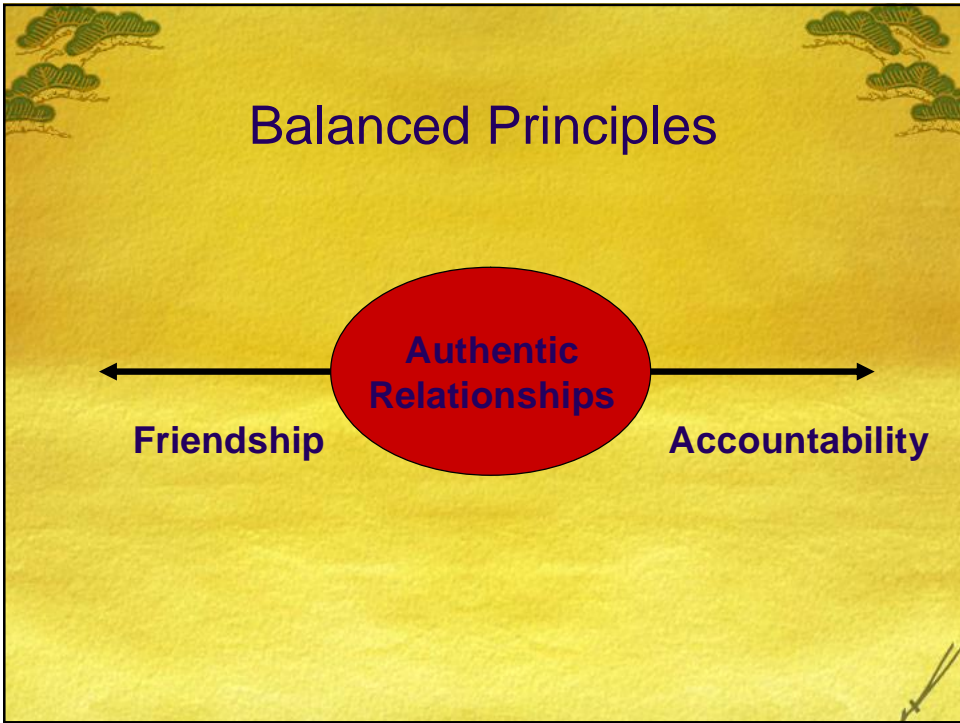 Balanced Principles
Authentic
Relationships
Friendship
Accountability